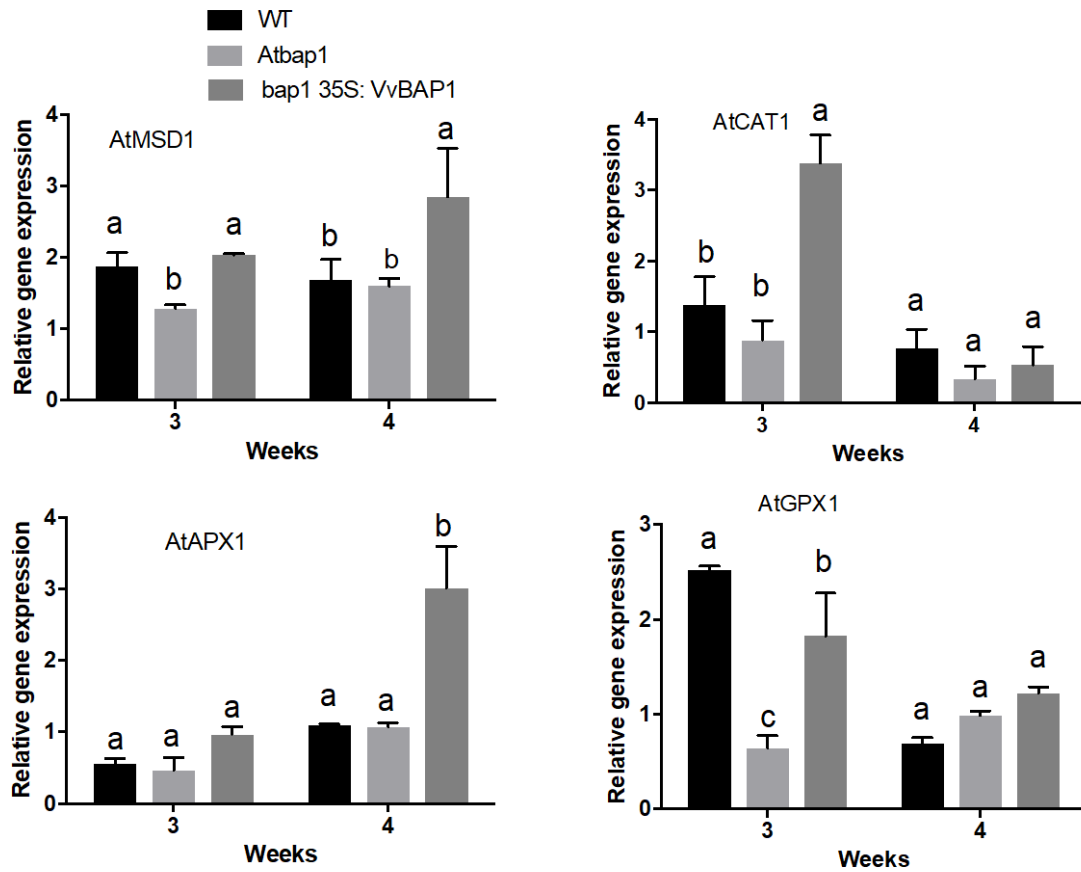 WT
Atbap1
bap1 35S: VvBAP1
AtMSD1
Relative gene expression
4
3
2
1
0
a
b
a
b
b
a
3
4
Weeks
AtCAT1
Relative gene expression
4
3
2
1
0
b
b
a
a
a
a
3
4
Weeks
AtAPX1
Relative gene expression
4
3
2
1
0
a
a
a
a
a
b
3
4
Weeks
AtGPX1
Relative gene expression
3
2
1
0
a
c
b
a
a
a
3
4
Weeks